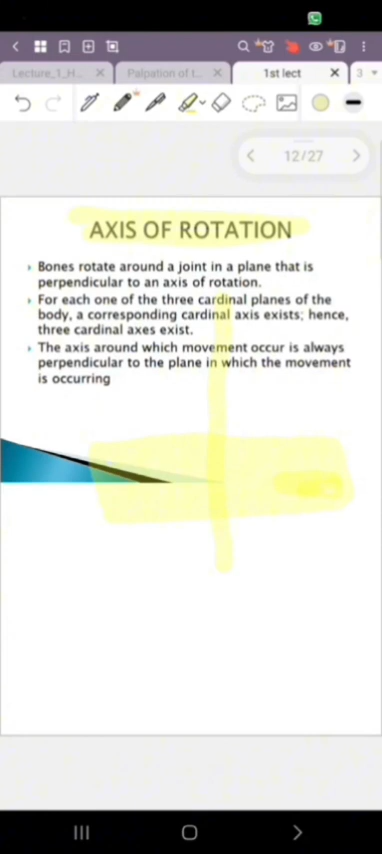 Lecture_1_H...
Palpation of t...
1st lect
3
12/27
AXIS OF ROTATION
Bones rotate around a joint in a plane that is
perpendicular to an axis of rotation.
For each one of the three cardinal planes of the
body, a corresponding cardinal axis exists; hence,
three cardinal axes exist.
The axis around which movement occur is always
perpendicular to the plane in which the movement
is occurring